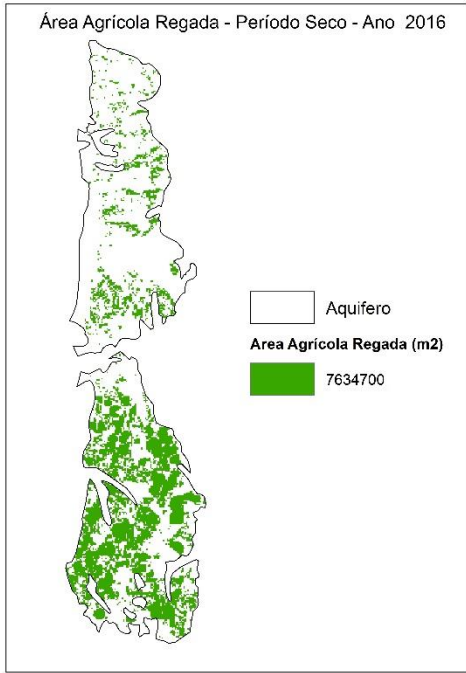 Área Agrícola Regada - Período Seco - Ano 2016
Aquifero
Area Agrícola Regada (m2)
7634700